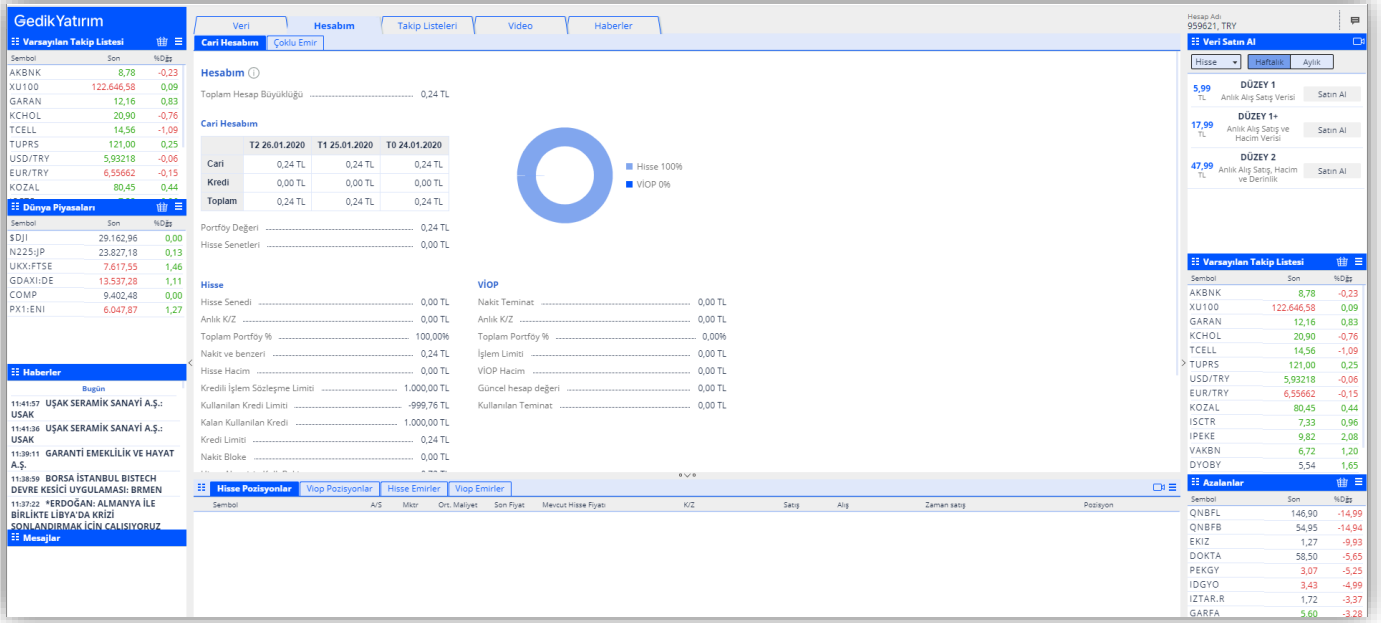 GedikYatırım
Varsayılan Takip Listesi
Sembol Son %Dğş
AKBNK 8,78 -0,23
XU100 122.646,58 0,09
GARAN 12,16 0,83
KCHOL 20,90 -0,76
TCELL 14,56 -1,09
TUPRS 121,00 0,25
USD/TRY 5,93218 -0,06
EUR/TRY 6,55662 -0,15
KOZAL 80,45 0,44
Dünya Piyasaları
Sembol Son %Dğş
$DJI 29.162,96 0,00
N225:JP 23.827,18 0,13
UKX:FTSE 7.617,55 1,46
GDAXI:DE 13.537,28 1,11
COMP 9.402,48 0,00
PX1:ENI 6.047,87 1,27
Haberler
Bugün
11:41:57 UŞAK SERAMİK SANAYİ A.Ş.:
USAK
11:41:36 UŞAK SERAMİK SANAYİ A.Ş.:
USAK
11:39:11 GARANTİ EMEKLİLİK VE HAYAT
A.Ş.
11:38:59 BORSA İSTANBUL BISTECH
DEVRE KESİCİ UYGULAMASI: BRMEN
11:37:22 *ERDOĞAN: ALMANYA İLE
BİRLİKTE LİBYA'DA KRİZİ
SONLANDIRMAK İÇİN ÇALIŞIYORUZ
Mesajlar
Veri Hesabım Takip Listeleri Video Haberler
Cari Hesabım Çoklu Emir
Hesabım
Toplam Hesap Büyüklüğü 0,24 TL
Cari Hesabım
T2 26.01.2020 T1 25.01.2020 T0 24.01.2020
Cari 0,24 TL 0,24 TL 0,24 TL
Kredi 0,00 TL 0,00 TL 0,00 TL
Toplam 0,24 TL 0,24 TL 0,24 TL
Hisse 100%
VİOP 0%
Portföy Değeri 0,24 TL
Hisse Senetleri 0,00 TL
Hisse
Hisse Senedi 0,00 TL
Anlık K/Z 0,00 TL
Toplam Portföy % 100,00%
Nakit ve benzeri 0,24 TL
Hisse Hacim 0,00 TL
Kredili İşlem Sözleşme Limiti 1.000,00 TL
Kullanılan Kredi Limiti -999,76 TL
Kalan Kullanılan Kredi 1.000,00 TL
Kredi Limiti 0,24 TL
Nakit Bloke 0,00 TL
VİOP
Nakit Teminat 0,00 TL
Anlık K/Z 0,00 TL
Toplam Portföy % 0,00%
İşlem Limiti 0,00 TL
VİOP Hacim 0,00 TL
Güncel hesap değeri 0,00 TL
Kullanılan Teminat 0,00 TL
Hisse Pozisyonlar Viop Pozisyonlar Hisse Emirler Viop Emirler
Sembol A/S Mktr Ort. Maliyet Son Fiyat Mevcut Hisse Fiyatı K/Z Satış Alış Zaman satış Pozisyon
Hesap Adı
959621, TRY
Veri Satın Al
Hisse Haftalık Aylık
5,99 TL DÜZEY 1
Anlık Alış Satış Verisi Satın Al
17,99 TL DÜZEY 1+
Anlık Alış Satış ve
Hacim Verisi Satın Al
47,99 TL DÜZEY 2
Anlık Alış Satış, Hacim
ve Derinlik Satın Al
Varsayılan Takip Listesi
Sembol Son %Dğş
AKBNK 8,78 -0,23
XU100 122.646,58 0,09
GARAN 12,16 0,83
KCHOL 20,90 -0,76
TCELL 14,56 -1,09
TUPRS 121,00 0,25
USD/TRY 5,93218 -0,06
EUR/TRY 6,55662 -0,15
KOZAL 80,45 0,44
ISCTR 7,33 0,96
IPEKE 9,82 2,08
VAKBN 6,72 1,20
DYOBY 5,54 1,65
Azalanlar
Sembol Son %Dğş
QNBFL 146,90 -14,99
QNBFB 54,95 -14,94
EKIZ 1,27 -9,93
DOKTA 58,50 -5,65
PEKGY 3,07 -5,25
IDGYO 3,43 -4,99
IZTAR.R 1,72 -3,37
GARFA 5,60 -3,28